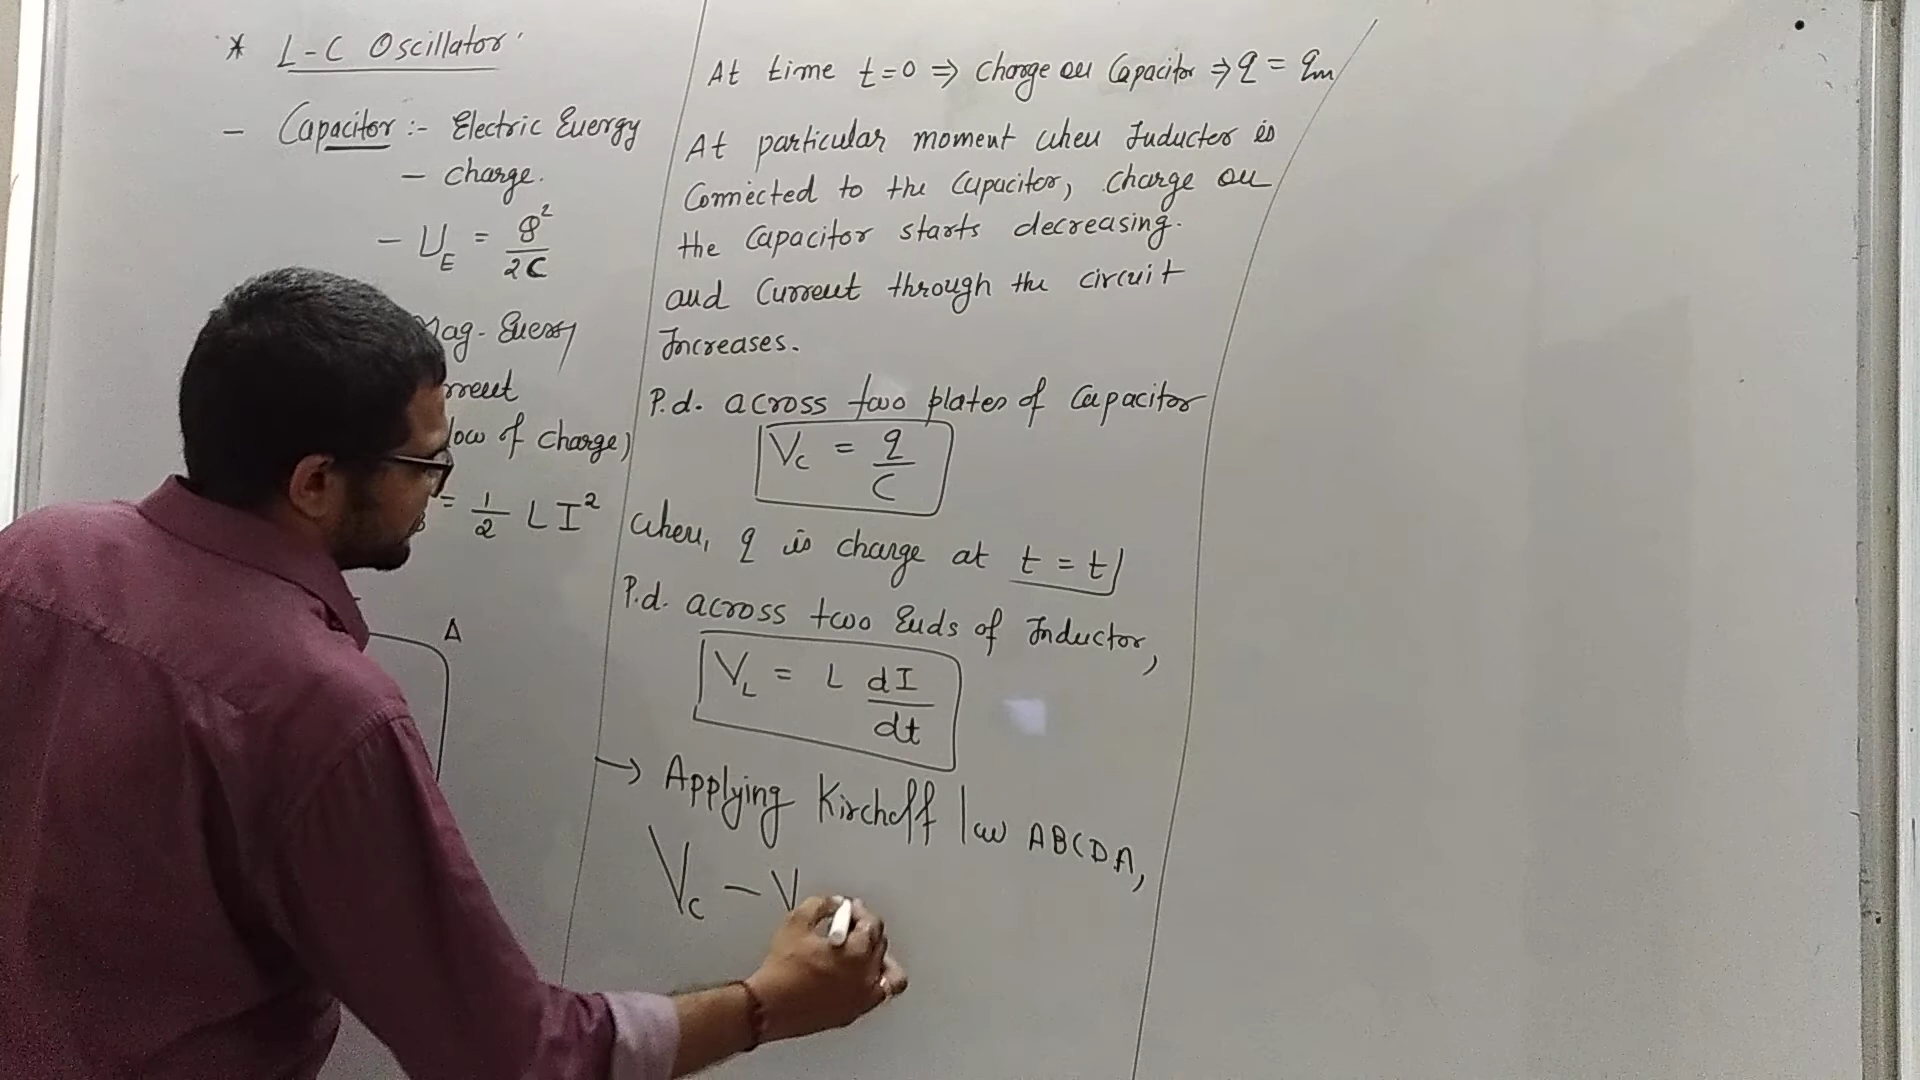 * L-C Oscillator
- Capacitor :- Electric Energy
- charge.
- U_E = Q²/2C
Mag. Energy
rrent
low of charge)
B = 1/2 L I²
A
At time t=0 ⇒ charge on Capacitor ⇒ q = qm
At particular moment when Inductor is
Connected to the Capacitor, charge on
the Capacitor starts decreasing.
and Current through the circuit
Increases.
P.d. across two plates of Capacitor
V_C = q/C
when, q is charge at t = t
P.d. across two Ends of Inductor,
V_L = L dI/dt
→ Applying Kirchoff law ABCDA,
V_C - V